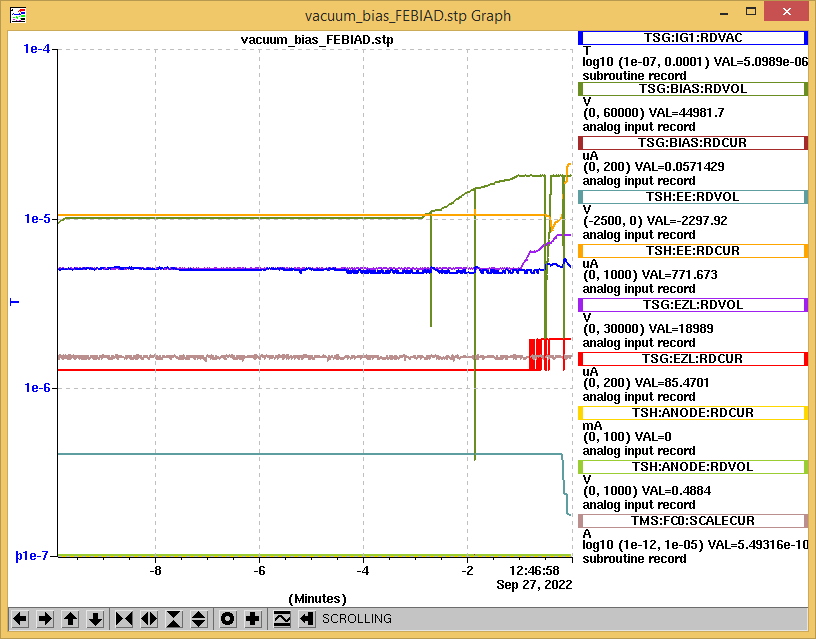 vacuum_bias_FEBIAD.stp Graph
vacuum_bias_FEBIAD.stp
1e-4
1e-5
T
1e-6
1e-7
-8
-6
-4
-2
12:46:58
Sep 27, 2022
(Minutes)
TSG:IG1:RDVAC
T
log10 (1e-07, 0.0001) VAL=5.0989e-06
subroutine record
TSG:BIAS:RDVOL
V
(0, 60000) VAL=44981.7
analog input record
TSG:BIAS:RDCUR
uA
(0, 200) VAL=0.0571429
analog input record
TSH:EE:RDVOL
V
(-2500, 0) VAL=-2297.92
analog input record
TSH:EE:RDCUR
uA
(0, 1000) VAL=771.673
analog input record
TSG:EZL:RDVOL
V
(0, 30000) VAL=18989
analog input record
TSG:EZL:RDCUR
uA
(0, 200) VAL=85.4701
analog input record
TSH:ANODE:RDCUR
mA
(0, 100) VAL=0
analog input record
TSH:ANODE:RDVOL
V
(0, 1000) VAL=0.4884
analog input record
TMS:FC0:SCALECUR
A
log10 (1e-12, 1e-05) VAL=5.49316e-10
subroutine record
SCROLLING